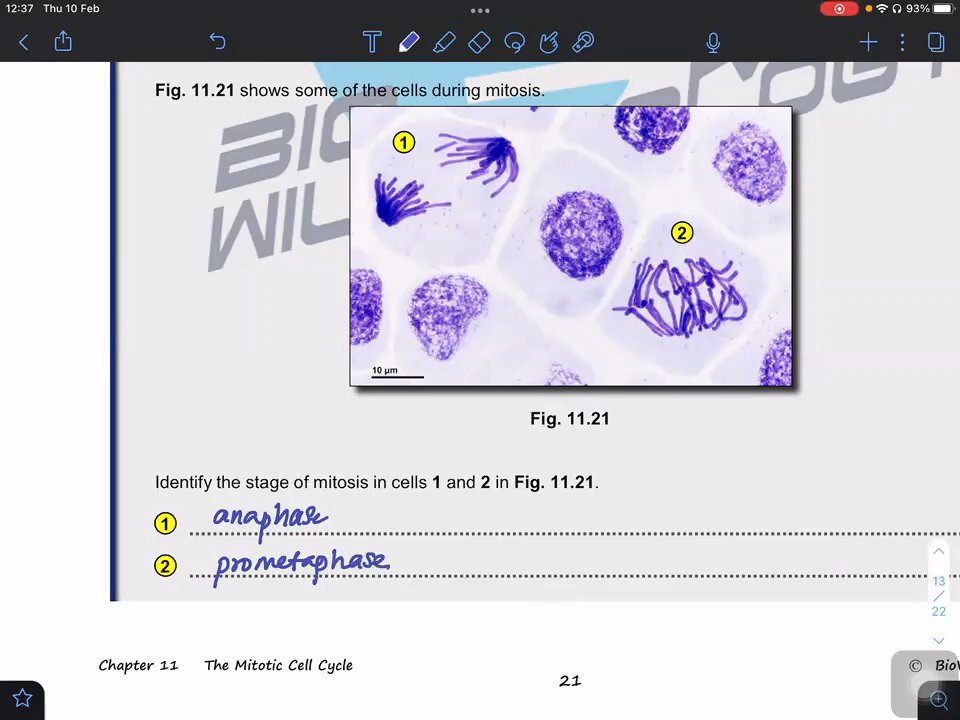 12:37 Thu 10 Feb
93%
T
Fig. 11.21 shows some of the cells during mitosis.
1
2
10 µm
Fig. 11.21
Identify the stage of mitosis in cells 1 and 2 in Fig. 11.21.
1 anaphase
2 prometaphase
13
/
22
Chapter 11 The Mitotic Cell Cycle
21
©